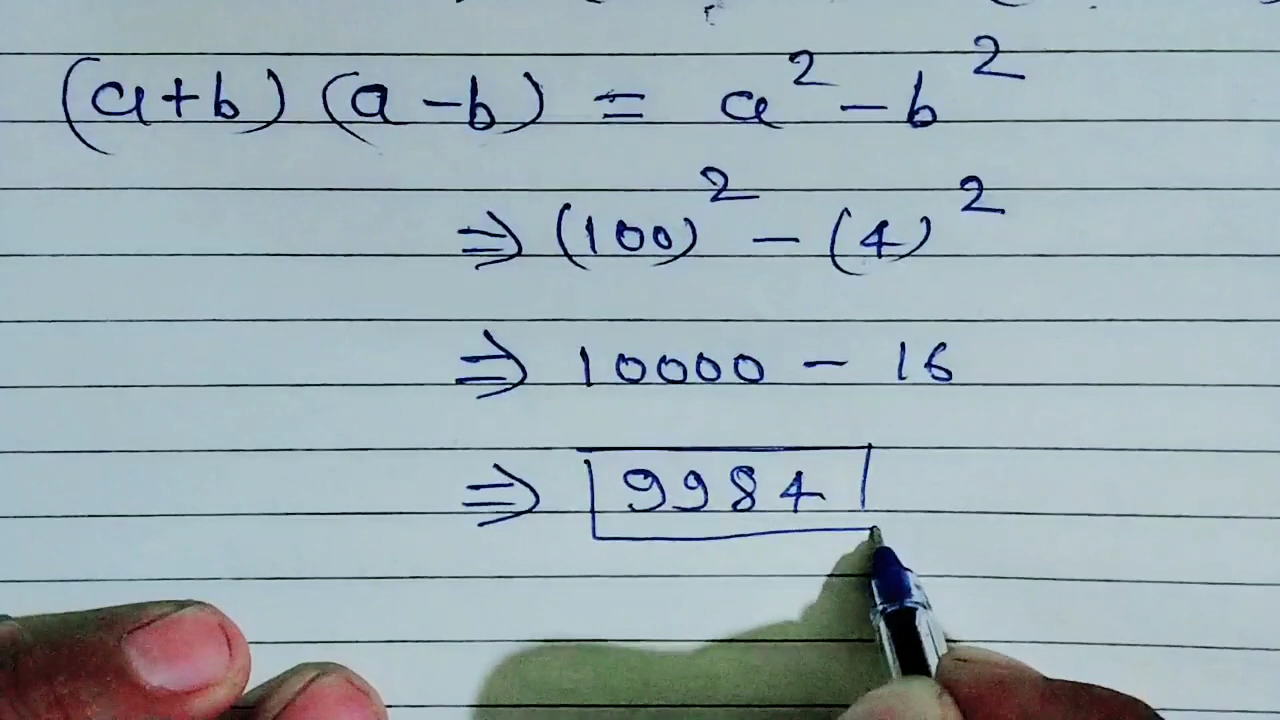 (a+b) (a-b) = a² - b²
⇒ (100)² - (4)²
⇒ 10000 - 16
⇒ 9984